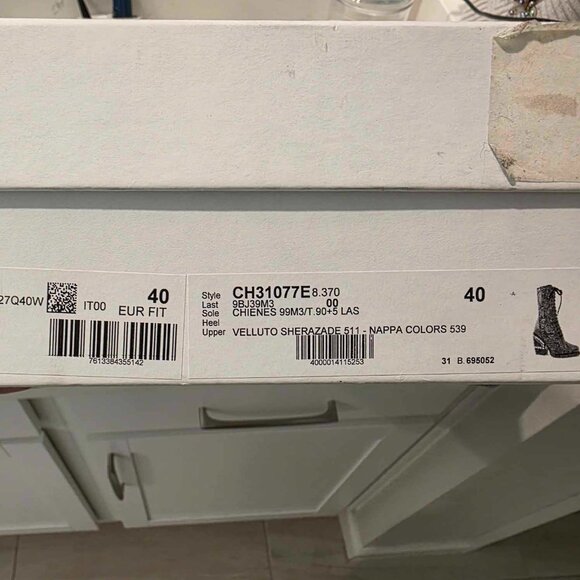 27Q40W
IT00
40
EUR FIT
7613384355142
Style CH31077E 8.370 40
Last 9BJ39M3 00
Sole CHIENES 99M3/T.90+5 LAS
Heel
Upper VELLUTO SHERAZADE 511 - NAPPA COLORS 539
4000014115253
31 B. 695052